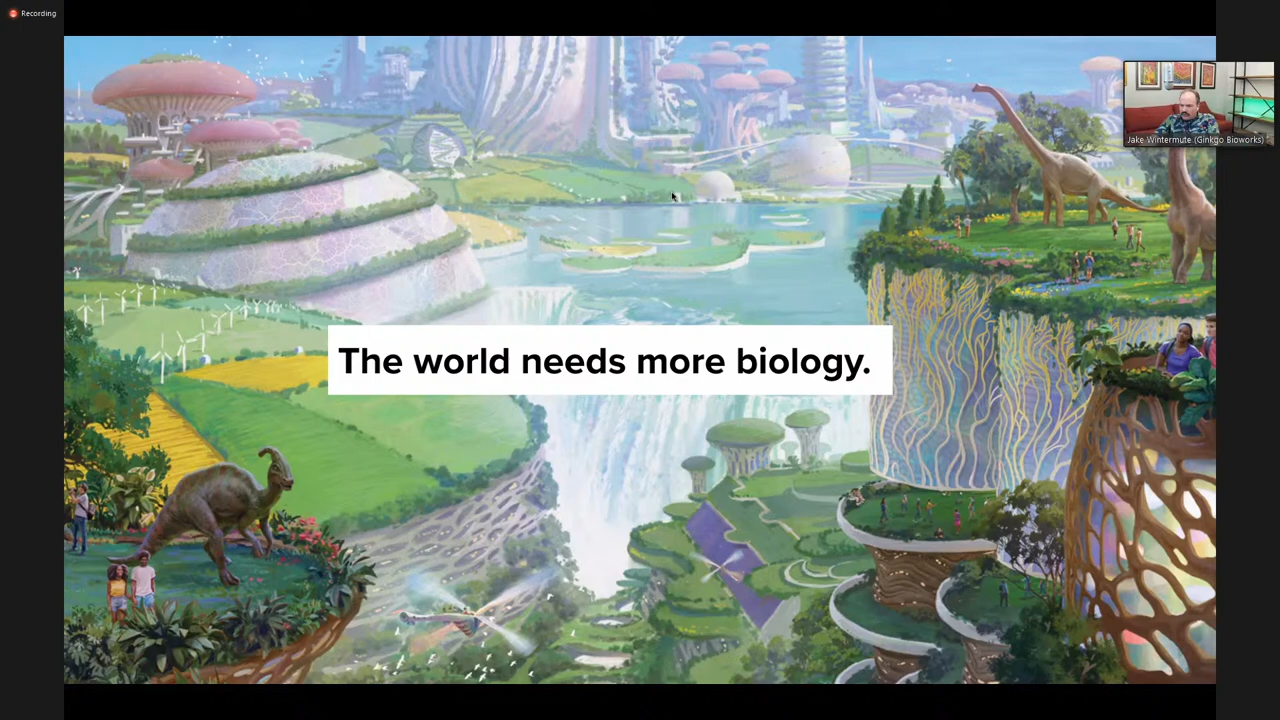 Recording
Jake Wintermute (Ginkgo Bioworks)
The world needs more biology.